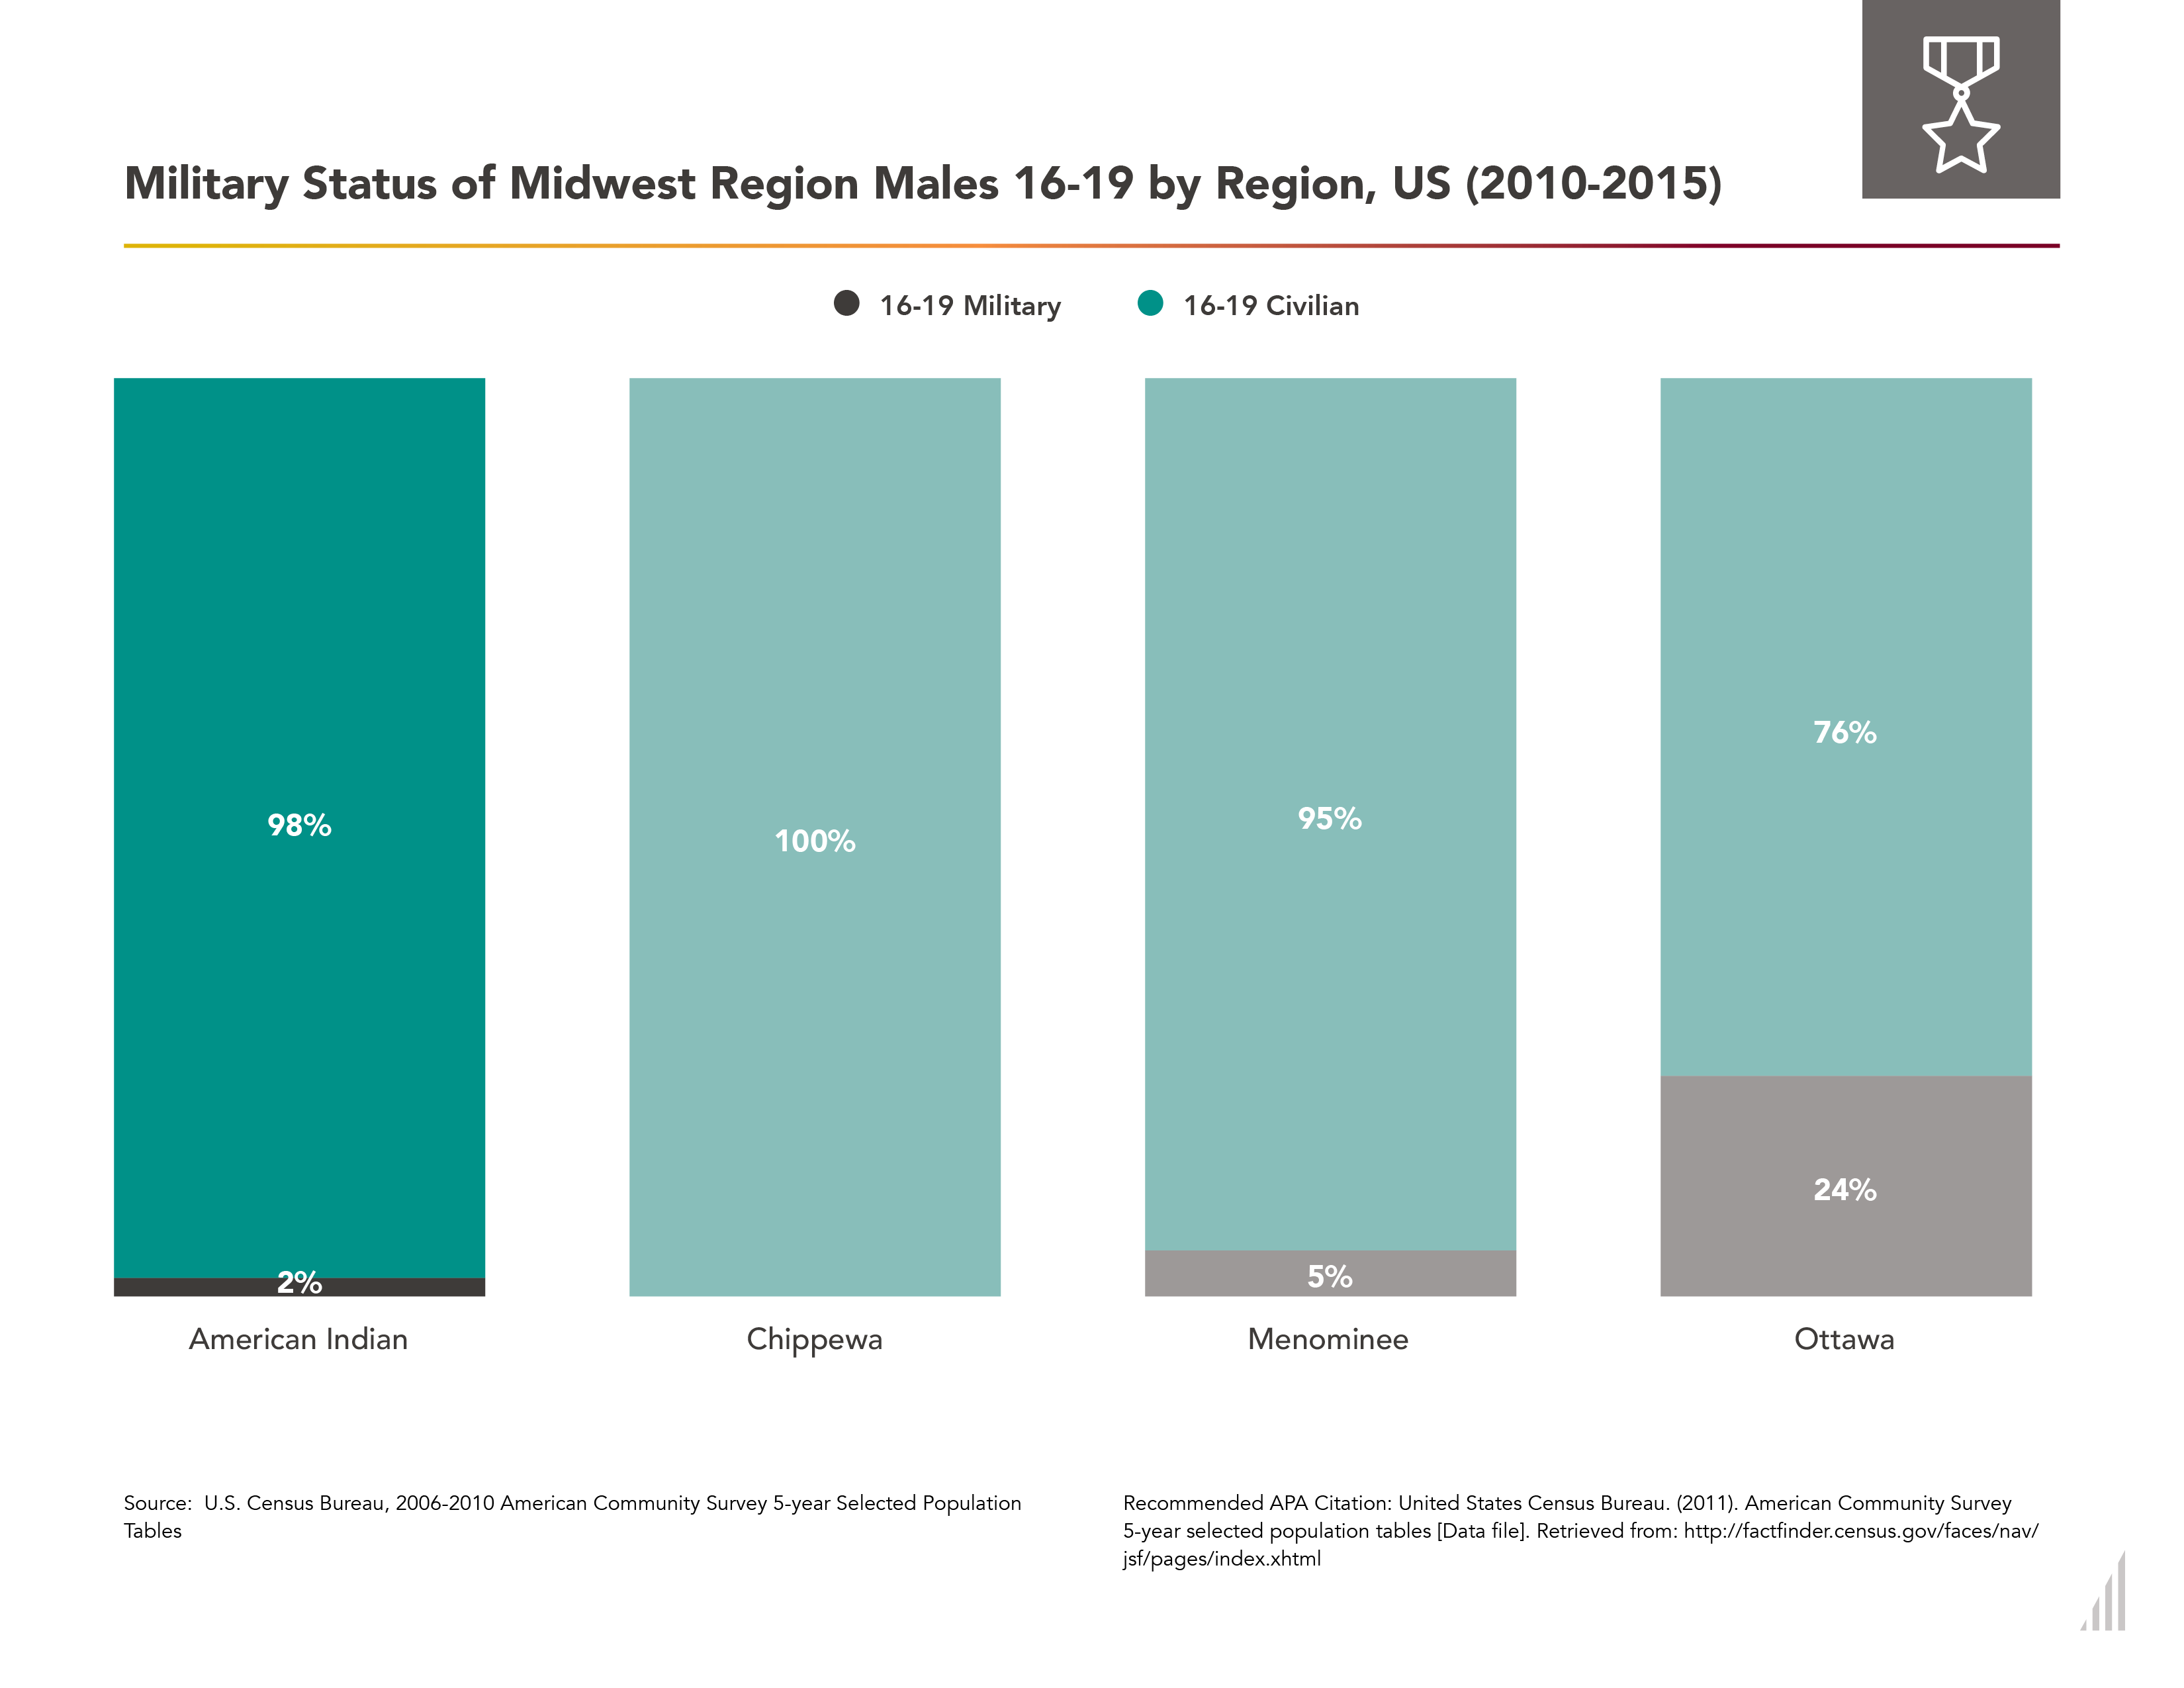 Military Status of Midwest Region Males 16-19 by Region, US (2010-2015)
16-19 Military
16-19 Civilian
98%
100%
95%
76%
2%
5%
24%
American Indian
Chippewa
Menominee
Ottawa
Source:  U.S. Census Bureau, 2006-2010 American Community Survey 5-year Selected Population
Tables
Recommended APA Citation: United States Census Bureau. (2011). American Community Survey
5-year selected population tables [Data file]. Retrieved from: http://factfinder.census.gov/faces/nav/
jsf/pages/index.xhtml